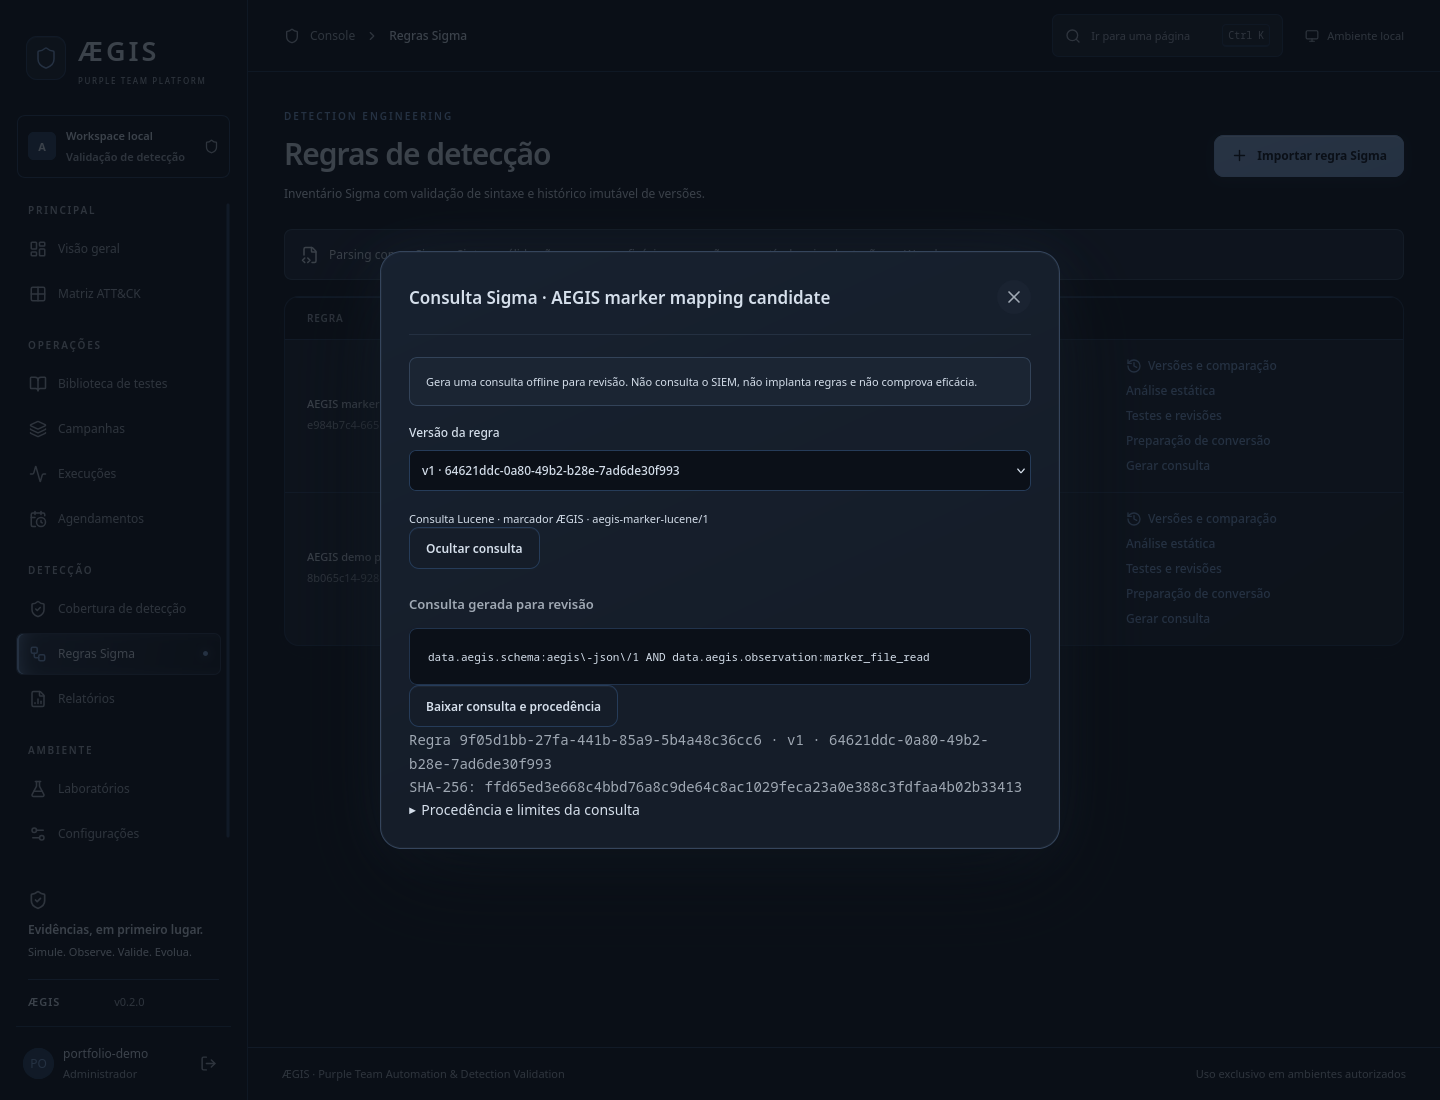 ÆGIS
PURPLE TEAM PLATFORM
A
Workspace local
Validação de detecção
PRINCIPAL
Visão geral
Matriz ATT&CK
OPERAÇÕES
Biblioteca de testes
Campanhas
Execuções
Agendamentos
DETECÇÃO
Cobertura de detecção
Regras Sigma
Relatórios
AMBIENTE
Laboratórios
Configurações
Evidências, em primeiro lugar.
Simule. Observe. Valide. Evolua.
ÆGIS v0.2.0
PO
portfolio-demo
Administrador
Console > Regras Sigma
Ir para uma página
Ctrl K
Ambiente local
DETECTION ENGINEERING
Regras de detecção
Inventário Sigma com validação de sintaxe e histórico imutável de versões.
Importar regra Sigma
Parsing
REGRA
AEGIS marker
e984b7c4-665
Versões e comparação
Análise estática
Testes e revisões
Preparação de conversão
Gerar consulta
AEGIS demo p
8b065c14-928
Versões e comparação
Análise estática
Testes e revisões
Preparação de conversão
Gerar consulta
Consulta Sigma · AEGIS marker mapping candidate
Gera uma consulta offline para revisão. Não consulta o SIEM, não implanta regras e não comprova eficácia.
Versão da regra
v1 · 64621ddc-0a80-49b2-b28e-7ad6de30f993
Consulta Lucene · marcador ÆGIS · aegis-marker-lucene/1
Ocultar consulta
Consulta gerada para revisão
data.aegis.schema:aegis\-json\/1 AND data.aegis.observation:marker_file_read
Baixar consulta e procedência
Regra 9f05d1bb-27fa-441b-85a9-5b4a48c36cc6 · v1 · 64621ddc-0a80-49b2-
b28e-7ad6de30f993
SHA-256: ffd65ed3e668c4bbd76a8c9de64c8ac1029feca23a0e388c3fdfaa4b02b33413
▸ Procedência e limites da consulta
ÆGIS · Purple Team Automation & Detection Validation
Uso exclusivo em ambientes autorizados